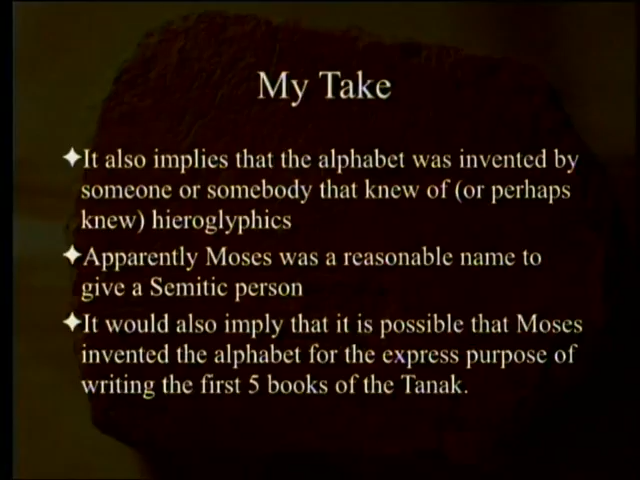 My Take
✦It also implies that the alphabet was invented by
someone or somebody that knew of (or perhaps
knew) hieroglyphics
✦Apparently Moses was a reasonable name to
give a Semitic person
✦It would also imply that it is possible that Moses
invented the alphabet for the express purpose of
writing the first 5 books of the Tanak.